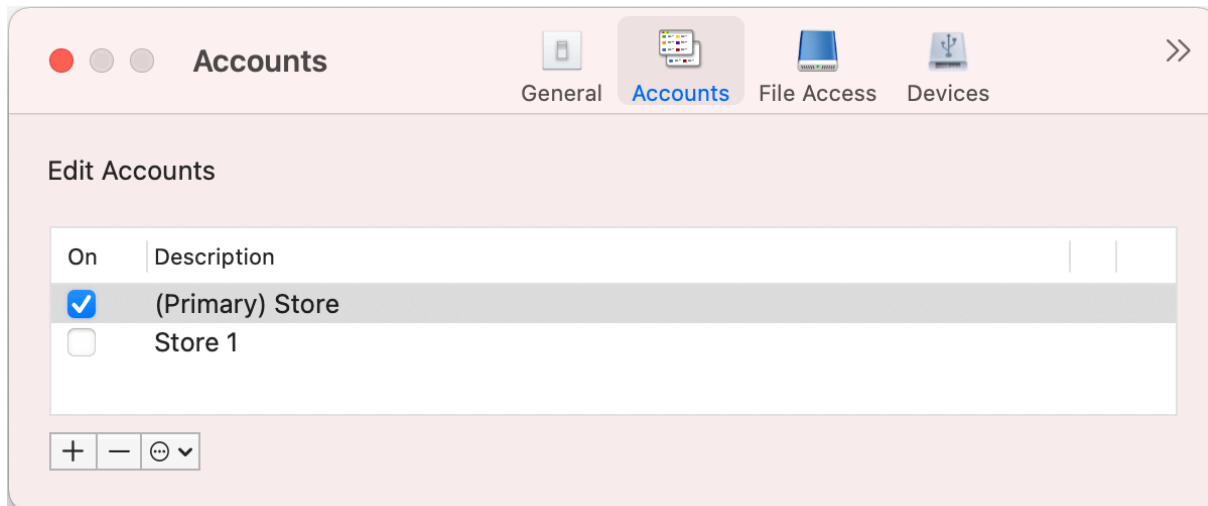 Accounts
General
Accounts
File Access
Devices
Edit Accounts
On Description
(Primary) Store
Store 1